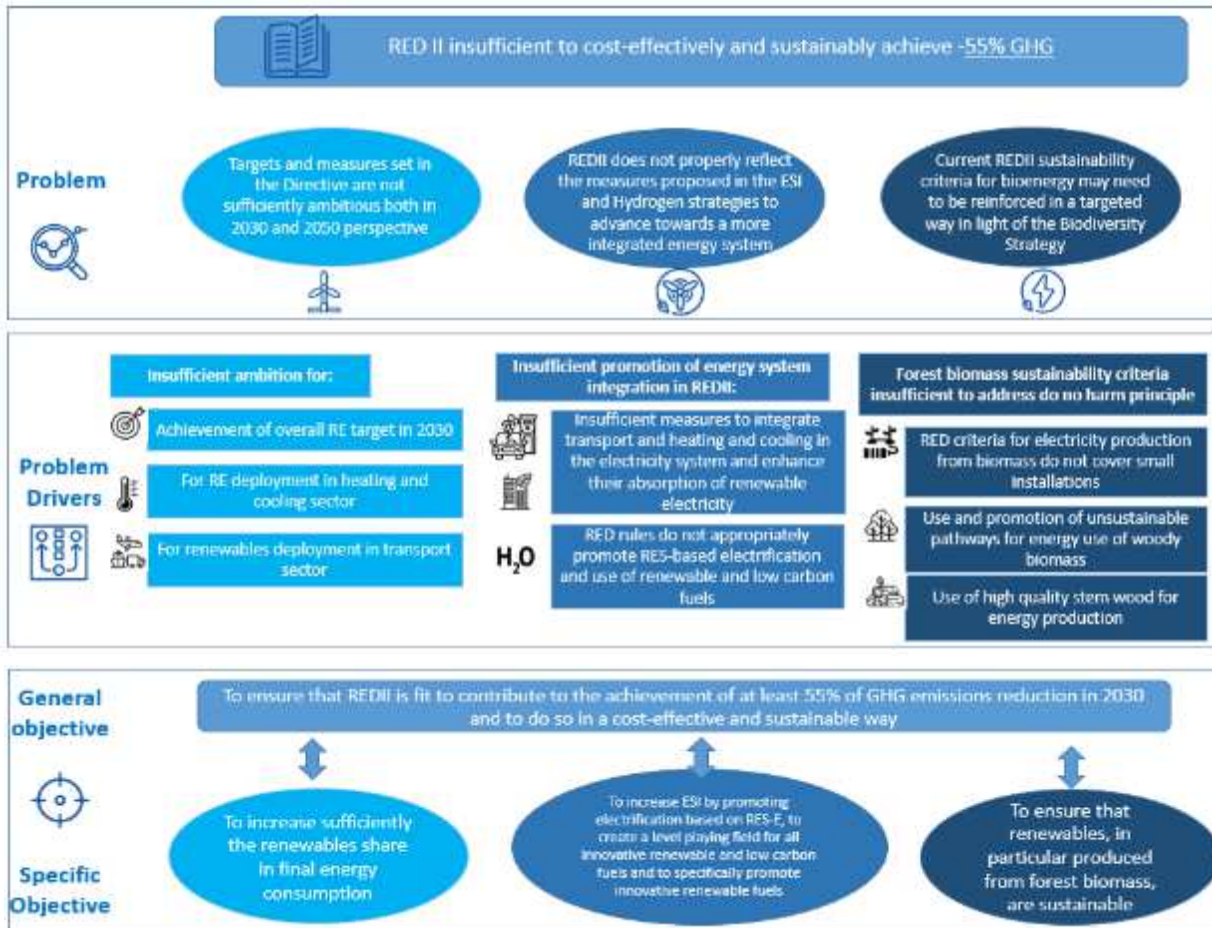 RED II insufficient to cost-effectively and sustainably achieve -55% GHG
Problem
Targets and measures set in
the Directive are not
sufficiently ambitious both in
2030 and 2050 perspective
REDII does not properly reflect
the measures proposed in the ESI
and Hydrogen strategies to
advance towards a more
integrated energy system
Current REDII sustainability
criteria for bioenergy may need
to be reinforced in a targeted
way in light of the Biodiversity
Strategy
Problem
Drivers
Insufficient ambition for:
Achievement of overall RE target in 2030
For RE deployment in heating and
cooling sector
For renewables deployment in transport
sector
Insufficient promotion of energy system
integration in REDII:
Insufficient measures to integrate
transport and heating and cooling in
the electricity system and enhance
their absorption of renewable
electricity
H₂O
RED rules do not appropriately
promote RES-based electrification
and use of renewable and low carbon
fuels
Forest biomass sustainability criteria
insufficient to address do no harm principle
RED criteria for electricity production
from biomass do not cover small
installations
Use and promotion of unsustainable
pathways for energy use of woody
biomass
Use of high quality stem wood for
energy production
General
objective
To ensure that REDII is fit to contribute to the achievement of at least 55% of GHG emissions reduction in 2030
and to do so in a cost-effective and sustainable way
Specific
Objective
To increase sufficiently
the renewables share
in final energy
consumption
To increase ESI by promoting
electrification based on RES-E, to
create a level playing field for all
innovative renewable and low carbon
fuels and to specifically promote
innovative renewable fuels
To ensure that
renewables, in
particular produced
from forest biomass,
are sustainable